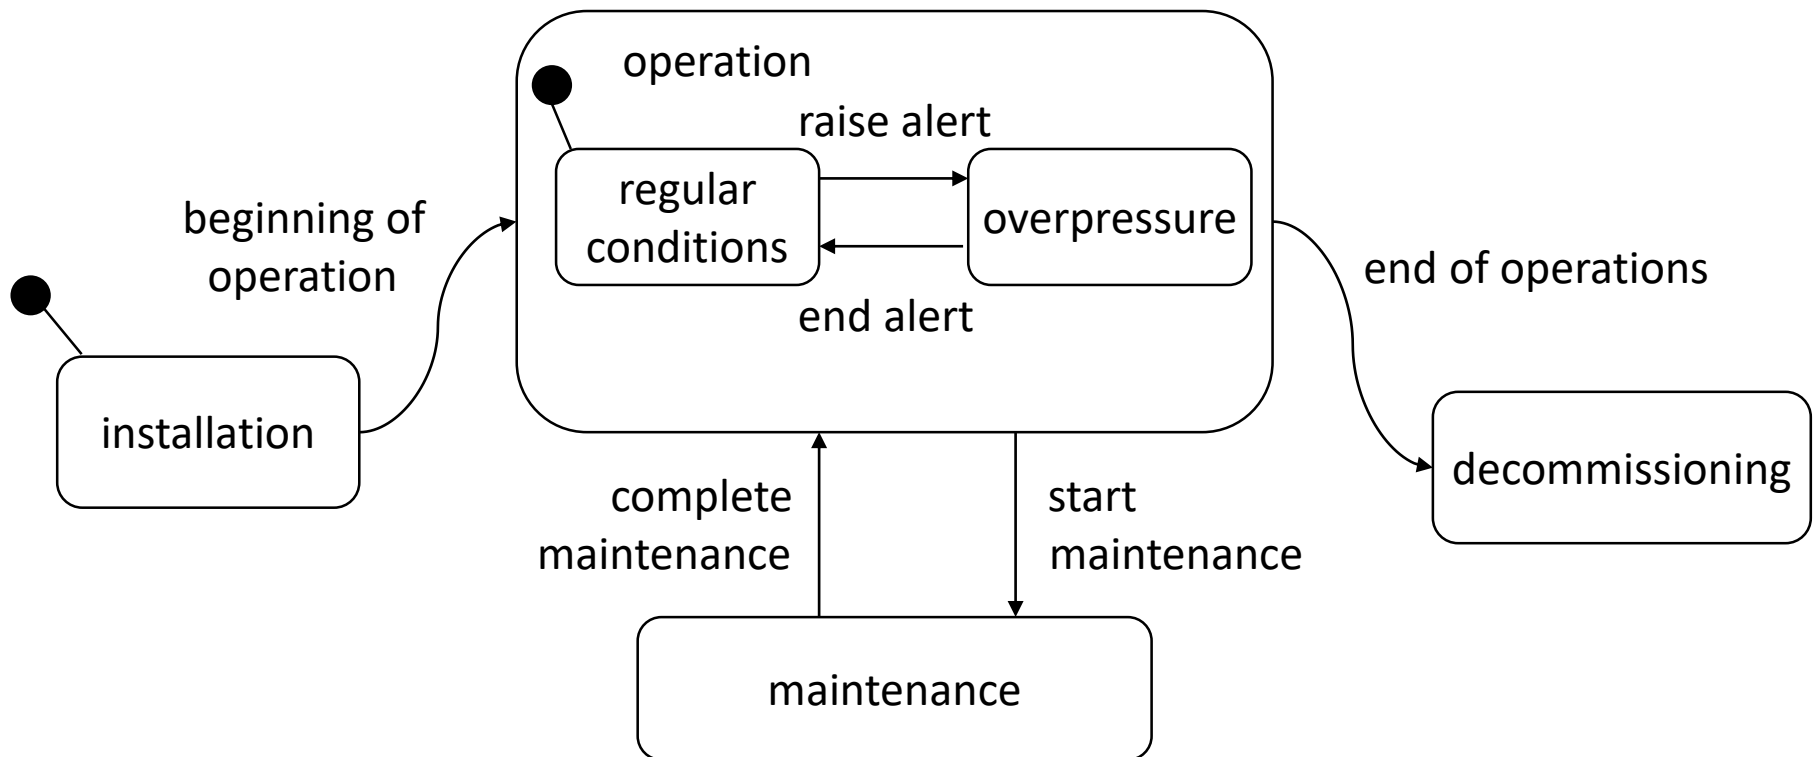 operation
raise alert
regular
conditions
overpressure
end alert
beginning of
operation
end of operations
installation
decommissioning
complete
maintenance
start
maintenance
maintenance